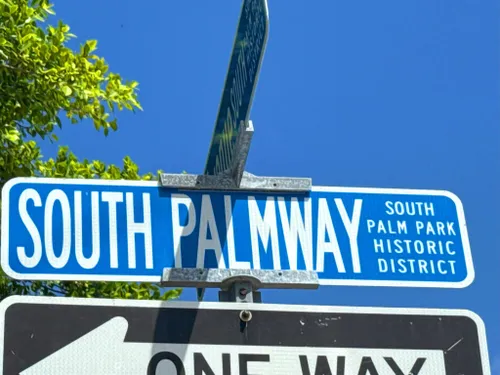 SOUTH PALMWAY
SOUTH
PALM PARK
HISTORIC
DISTRICT
ONE WAY